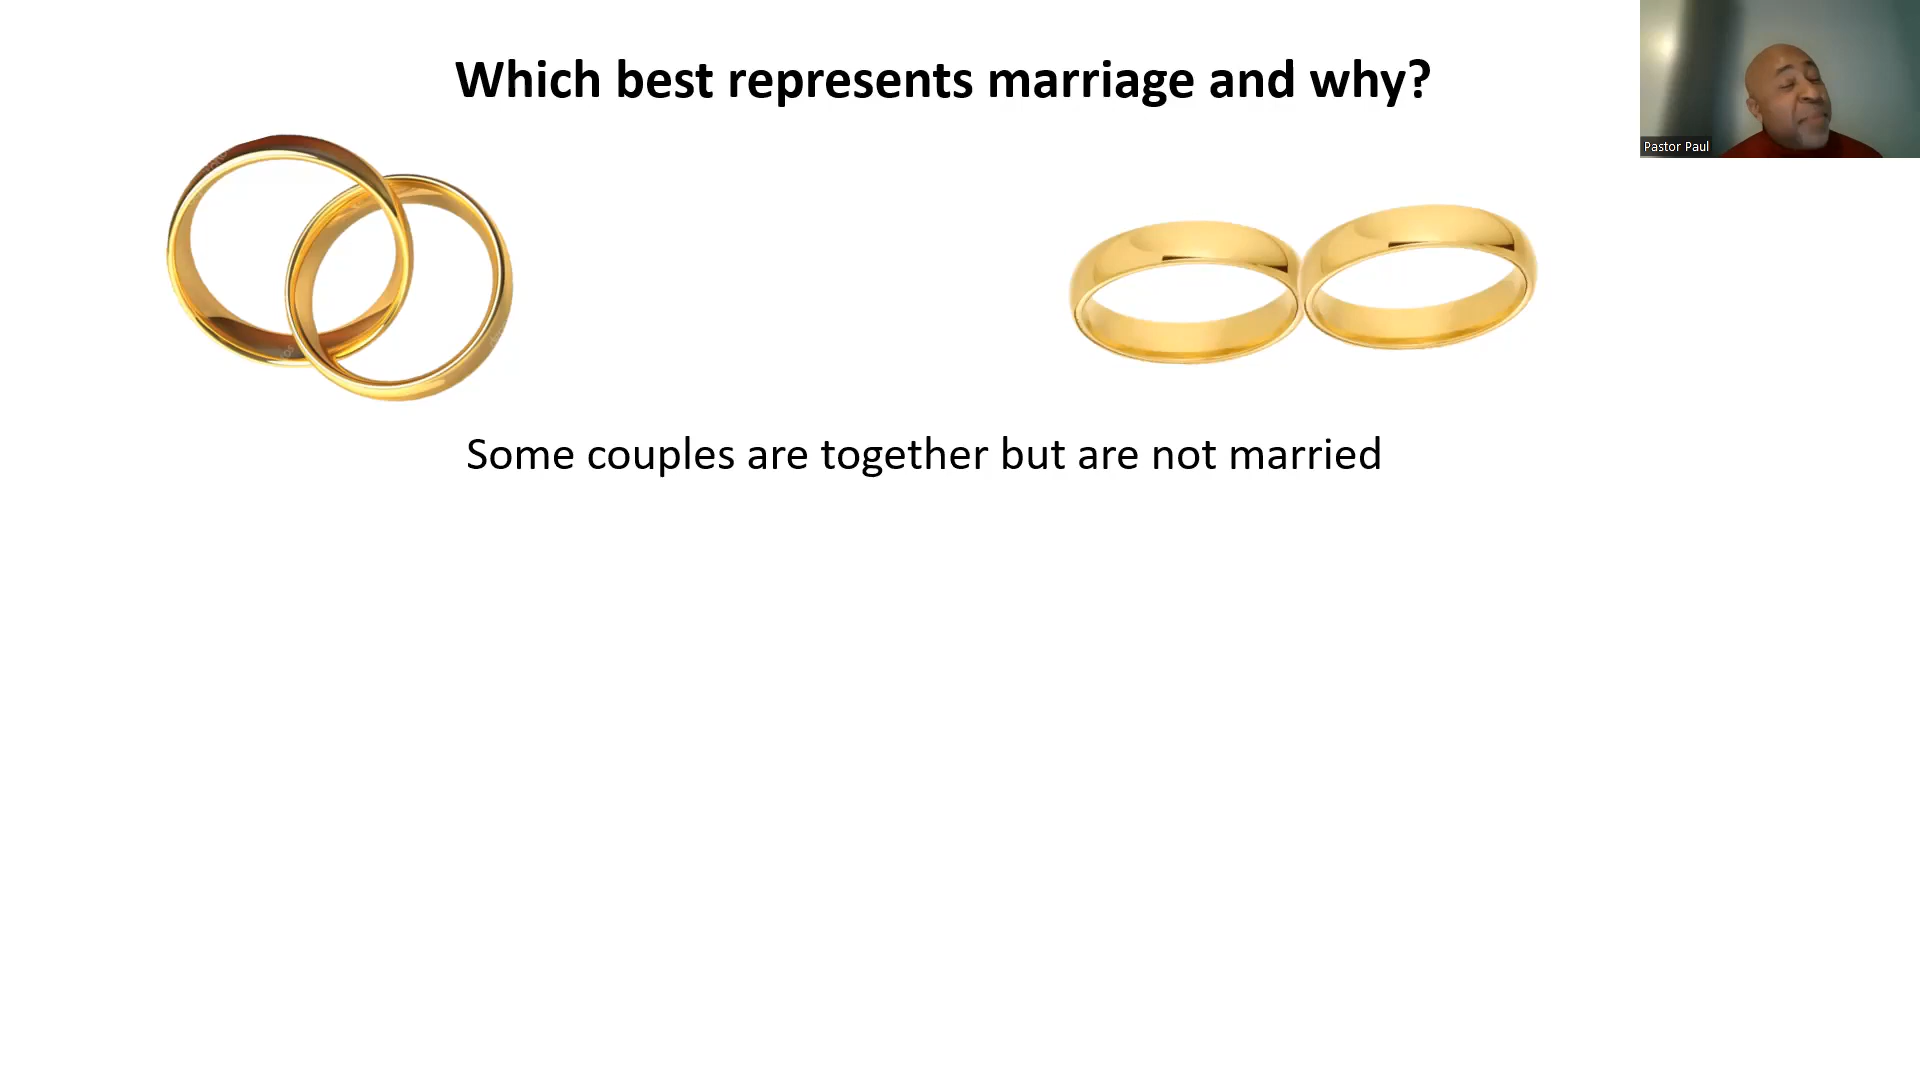 Which best represents marriage and why?
Pastor Paul
Some couples are together but are not married